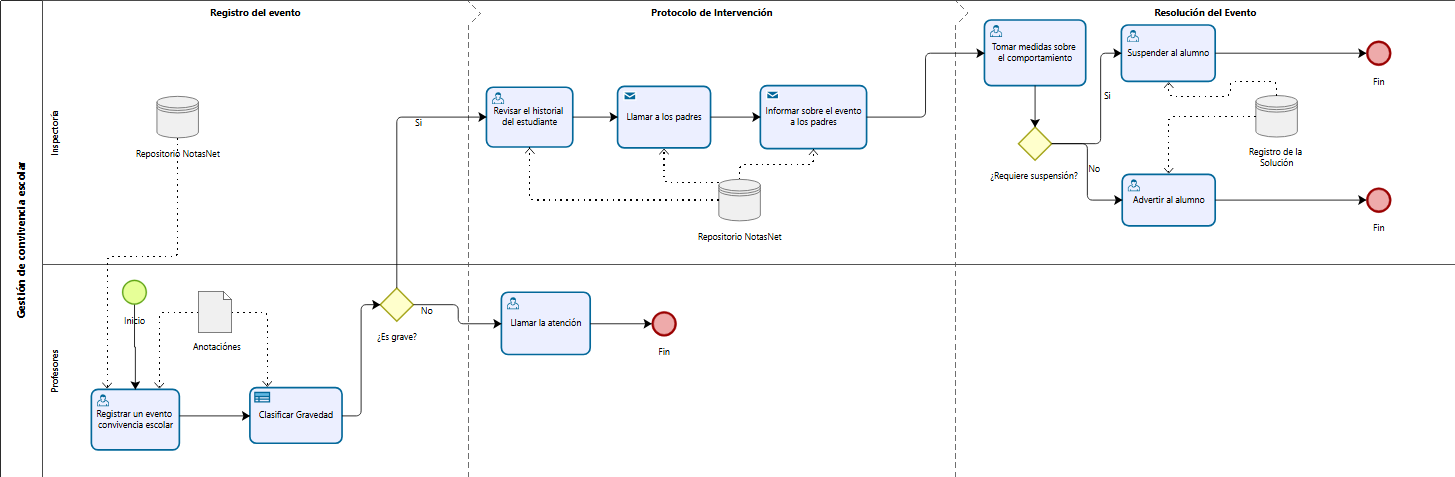 Gestión de convivencia escolar
Registro del evento
Protocolo de Intervención
Resolución del Evento
Inspectoría
Repositorio NotasNet
Si
Revisar el historial
del estudiante
Llamar a los padres
Informar sobre el evento
a los padres
Repositorio NotasNet
Tomar medidas sobre
el comportamiento
¿Requiere suspensión?
Si
No
Suspender al alumno
Fin
Registro de la
Solución
Advertir al alumno
Fin
Profesores
Inicio
Anotaciónes
Registrar un evento
convivencia escolar
Clasificar Gravedad
¿Es grave?
No
Llamar la atención
Fin